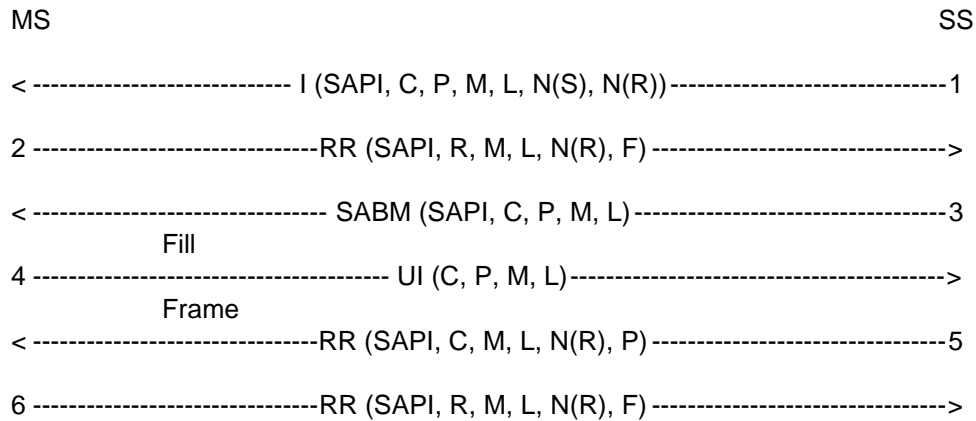 MS SS
< ----------------------------- I (SAPI, C, P, M, L, N(S), N(R))-------------------------------1
2 --------------------------------RR (SAPI, R, M, L, N(R), F) --------------------------------->
< --------------------------------- SABM (SAPI, C, P, M, L) -----------------------------------3
Fill
4 ---------------------------------------- UI (C, P, M, L)------------------------------------------>
Frame
< --------------------------------RR (SAPI, C, M, L, N(R), P) ---------------------------------5
6 --------------------------------RR (SAPI, R, M, L, N(R), F) --------------------------------->